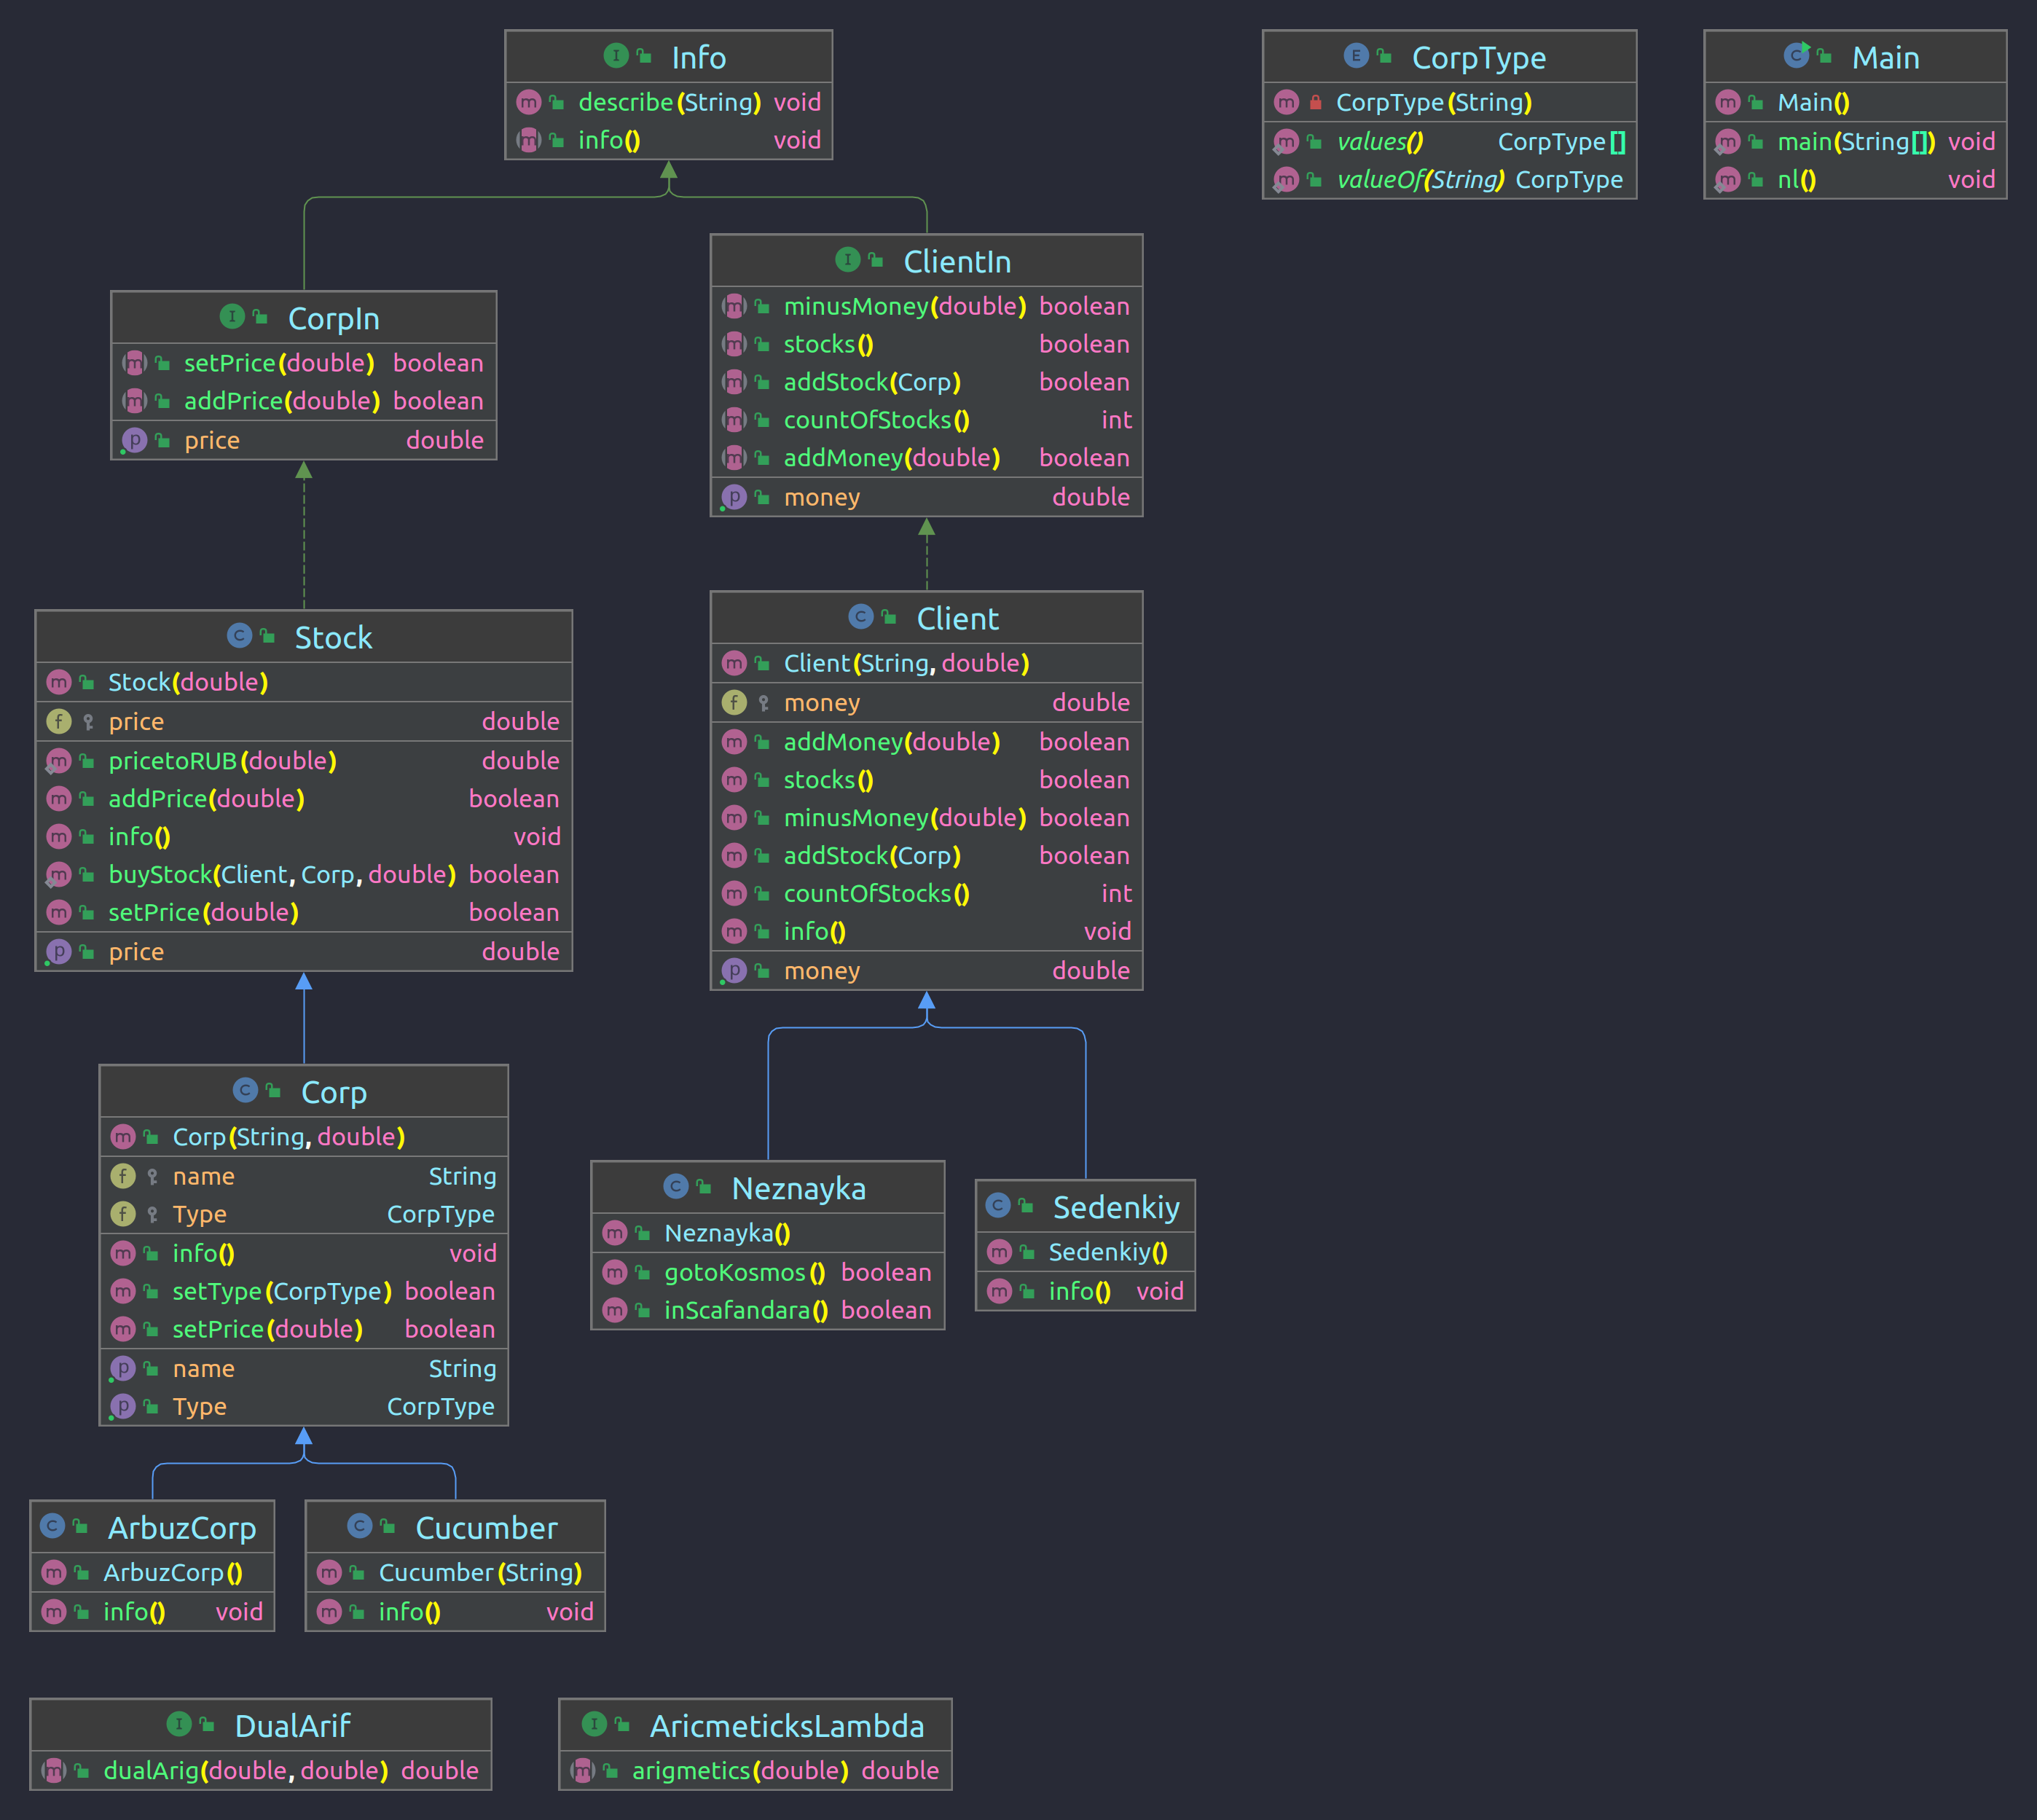 Info
describe(String) void
info() void
CorpType
CorpType(String)
values() CorpType[]
valueOf(String) CorpType
Main
Main()
main(String[]) void
nl() void
CorpIn
setPrice(double) boolean
addPrice(double) boolean
price double
ClientIn
minusMoney(double) boolean
stocks() boolean
addStock(Corp) boolean
countOfStocks() int
addMoney(double) boolean
money double
Stock
Stock(double)
price double
pricetoRUB(double) double
addPrice(double) boolean
info() void
buyStock(Client, Corp, double) boolean
setPrice(double) boolean
price double
Client
Client(String, double)
money double
addMoney(double) boolean
stocks() boolean
minusMoney(double) boolean
addStock(Corp) boolean
countOfStocks() int
info() void
money double
Corp
Corp(String, double)
name String
Type CorpType
info() void
setType(CorpType) boolean
setPrice(double) boolean
name String
Type CorpType
Neznayka
Neznayka()
gotoKosmos() boolean
inScafandara() boolean
Sedenkiy
Sedenkiy()
info() void
ArbuzCorp
ArbuzCorp()
info() void
Cucumber
Cucumber(String)
info() void
DualArif
dualArig(double, double) double
AricmeticksLambda
arigmetics(double) double